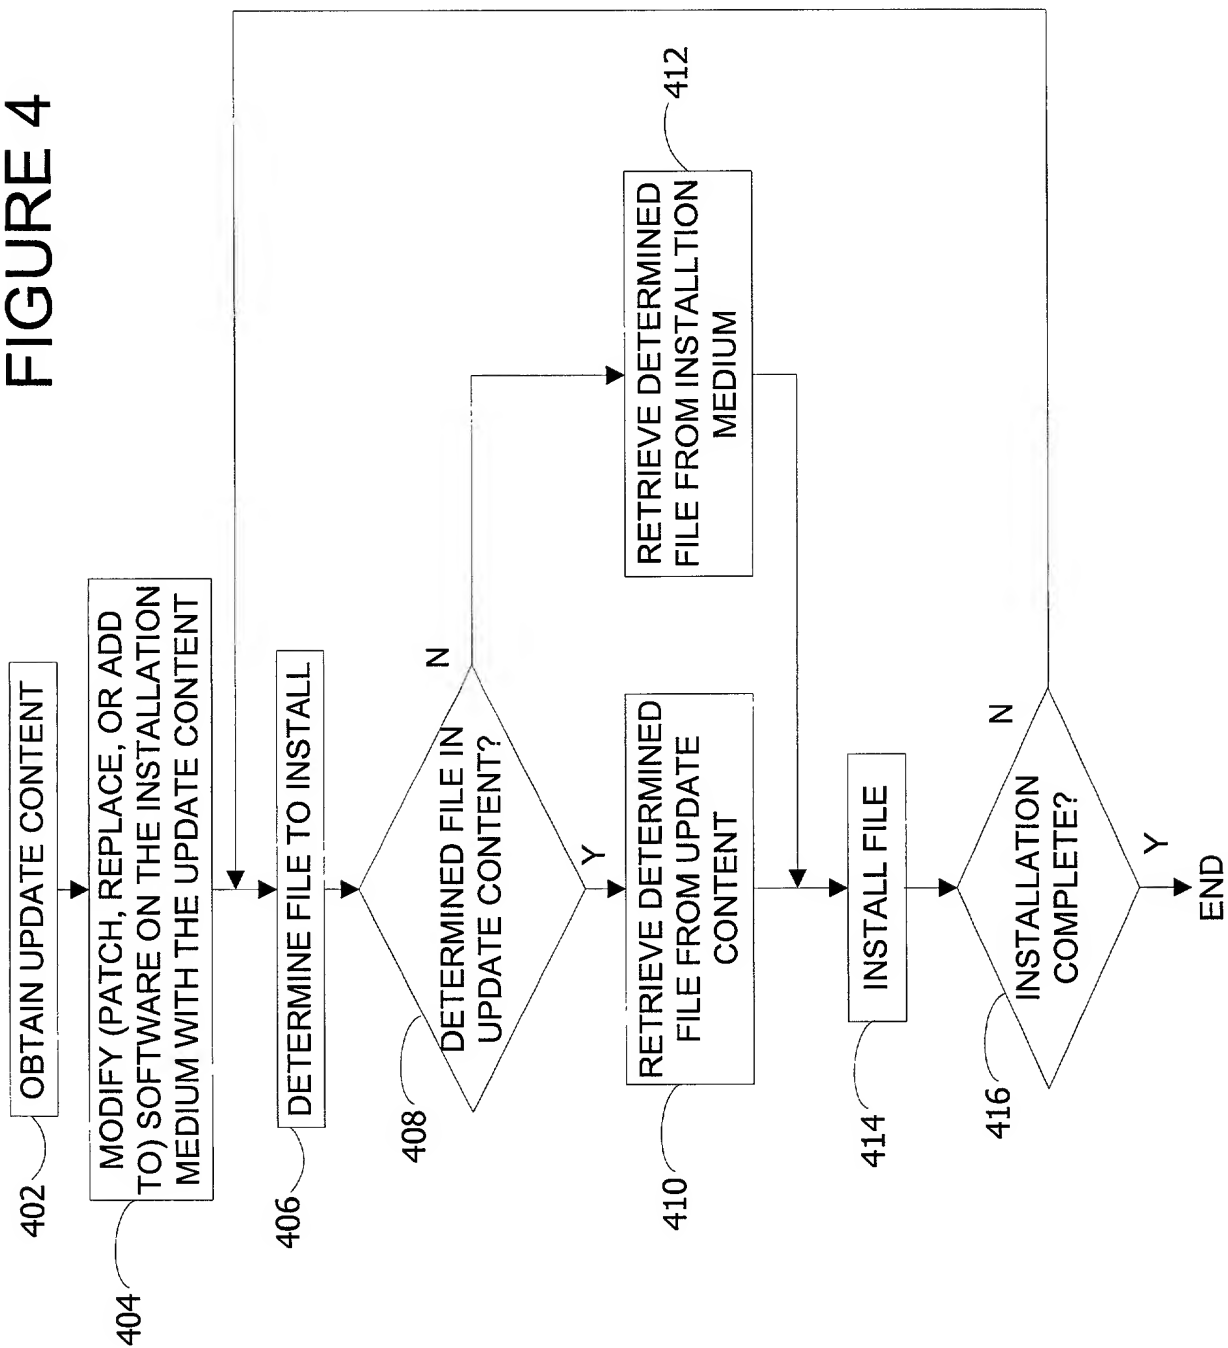 FIGURE 4
402
OBTAIN UPDATE CONTENT
404
MODIFY (PATCH, REPLACE, OR ADD
TO) SOFTWARE ON THE INSTALLATION
MEDIUM WITH THE UPDATE CONTENT
406
DETERMINE FILE TO INSTALL
408
DETERMINED FILE IN
UPDATE CONTENT?
N
Y
410
RETRIEVE DETERMINED
FILE FROM UPDATE
CONTENT
412
RETRIEVE DETERMINED
FILE FROM INSTALLTION
MEDIUM
414
INSTALL FILE
416
INSTALLATION
COMPLETE?
N
Y
END